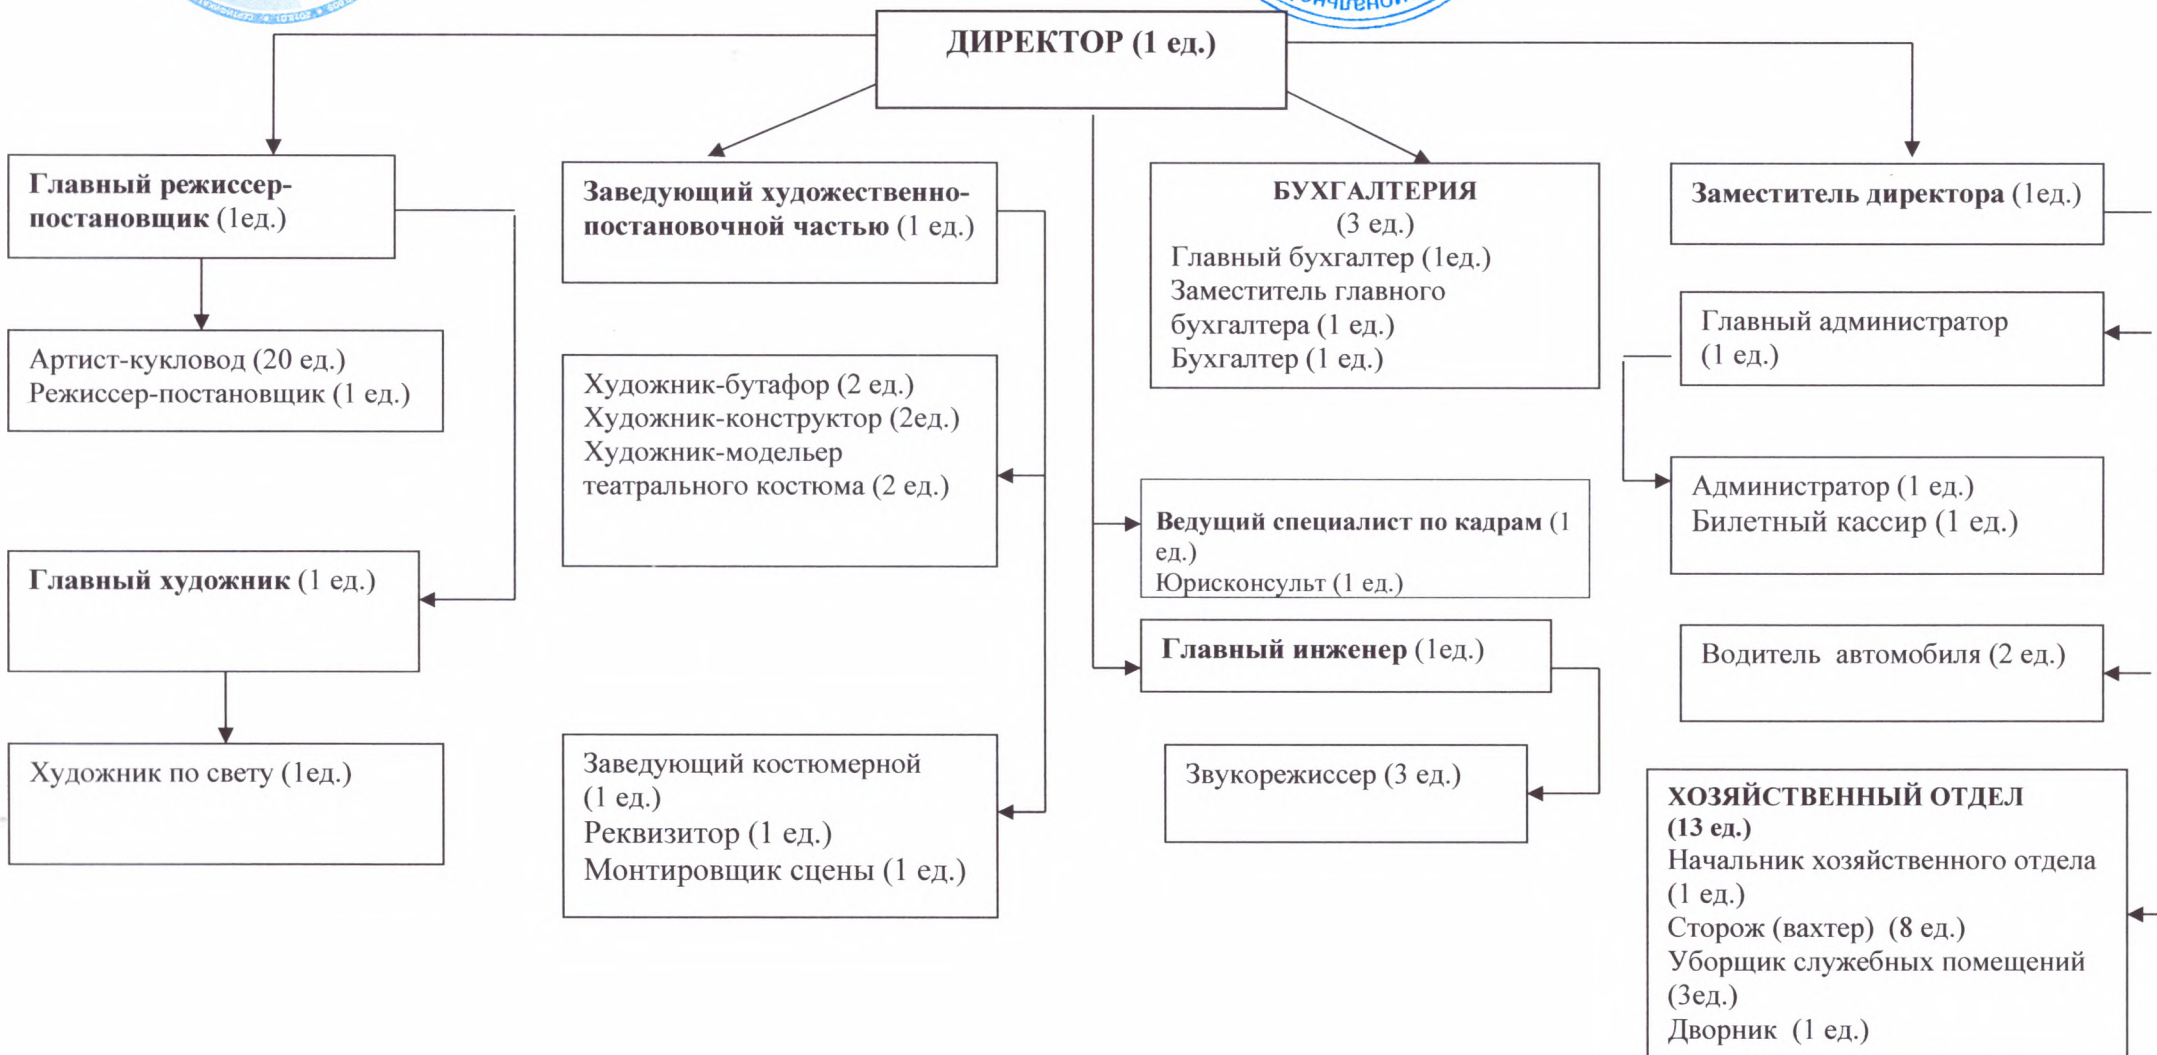 ДИРЕКТОР (1 ед.)
Главный режиссер-
постановщик (1ед.)
Артист-кукловод (20 ед.)
Режиссер-постановщик (1 ед.)
Главный художник (1 ед.)
Художник по свету (1ед.)
Заведующий художественно-
постановочной частью (1 ед.)
Художник-бутафор (2 ед.)
Художник-конструктор (2ед.)
Художник-модельер
театрального костюма (2 ед.)
Заведующий костюмерной
(1 ед.)
Реквизитор (1 ед.)
Монтировщик сцены (1 ед.)
БУХГАЛТЕРИЯ
(3 ед.)
Главный бухгалтер (1ед.)
Заместитель главного
бухгалтера (1 ед.)
Бухгалтер (1 ед.)
Ведущий специалист по кадрам (1
ед.)
Юрисконсульт (1 ед.)
Главный инженер (1ед.)
Звукорежиссер (3 ед.)
Заместитель директора (1ед.)
Главный администратор
(1 ед.)
Администратор (1 ед.)
Билетный кассир (1 ед.)
Водитель автомобиля (2 ед.)
ХОЗЯЙСТВЕННЫЙ ОТДЕЛ
(13 ед.)
Начальник хозяйственного отдела
(1 ед.)
Сторож (вахтер) (8 ед.)
Уборщик служебных помещений
(3ед.)
Дворник (1 ед.)